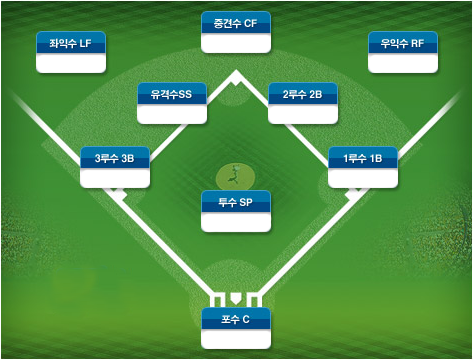 중견수 CF
좌익수 LF
우익수 RF
유격수SS
2루수 2B
3루수 3B
1루수 1B
투수 SP
포수 C